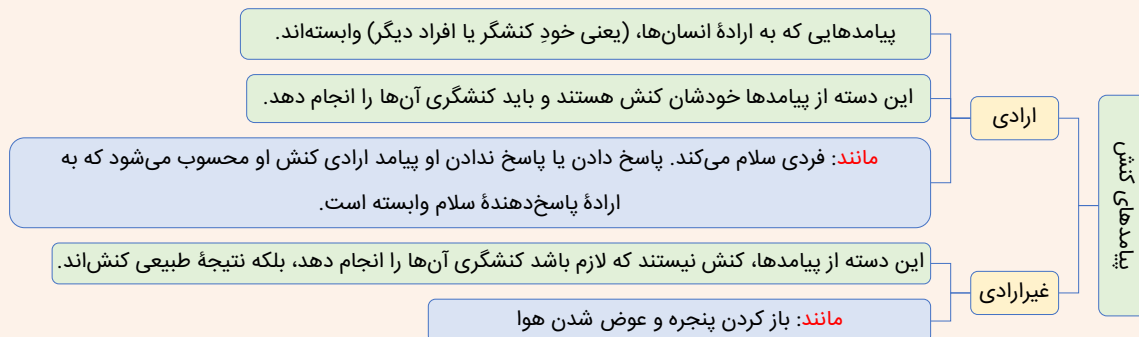 پیامدهای کنش
ارادی
پیامدهایی که به ارادهٔ انسان‌ها، (یعنی خودِ کنشگر یا افراد دیگر) وابسته‌اند.
این دسته از پیامدها خودشان کنش هستند و باید کنشگری آن‌ها را انجام دهد.
مانند: فردی سلام می‌کند. پاسخ دادن یا پاسخ ندادن او پیامد ارادی کنش او محسوب می‌شود که به
ارادهٔ پاسخ‌دهندهٔ سلام وابسته است.
غیرارادی
این دسته از پیامدها، کنش نیستند که لازم باشد کنشگری آن‌ها را انجام دهد، بلکه نتیجهٔ طبیعی کنش‌اند.
مانند: باز کردن پنجره و عوض شدن هوا